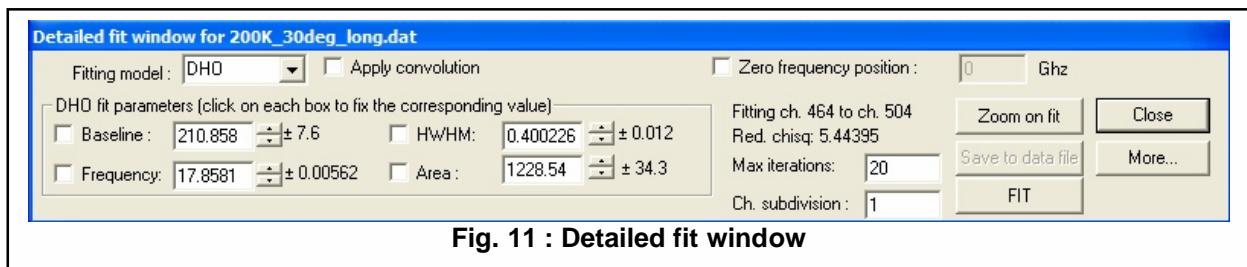 Detailed fit window for 200K_30deg_long.dat
Fitting model : DHO Apply convolution Zero frequency position : 0 Ghz
DHO fit parameters (click on each box to fix the corresponding value)
Baseline : 210.858 ± 7.6 HWHM: 0.400226 ± 0.012
Frequency: 17.8581 ± 0.00562 Area : 1228.54 ± 34.3
Fitting ch. 464 to ch. 504
Red. chisq: 5.44395
Max iterations: 20
Ch. subdivision : 1
Zoom on fit Close
Save to data file More...
FIT
Fig. 11 : Detailed fit window